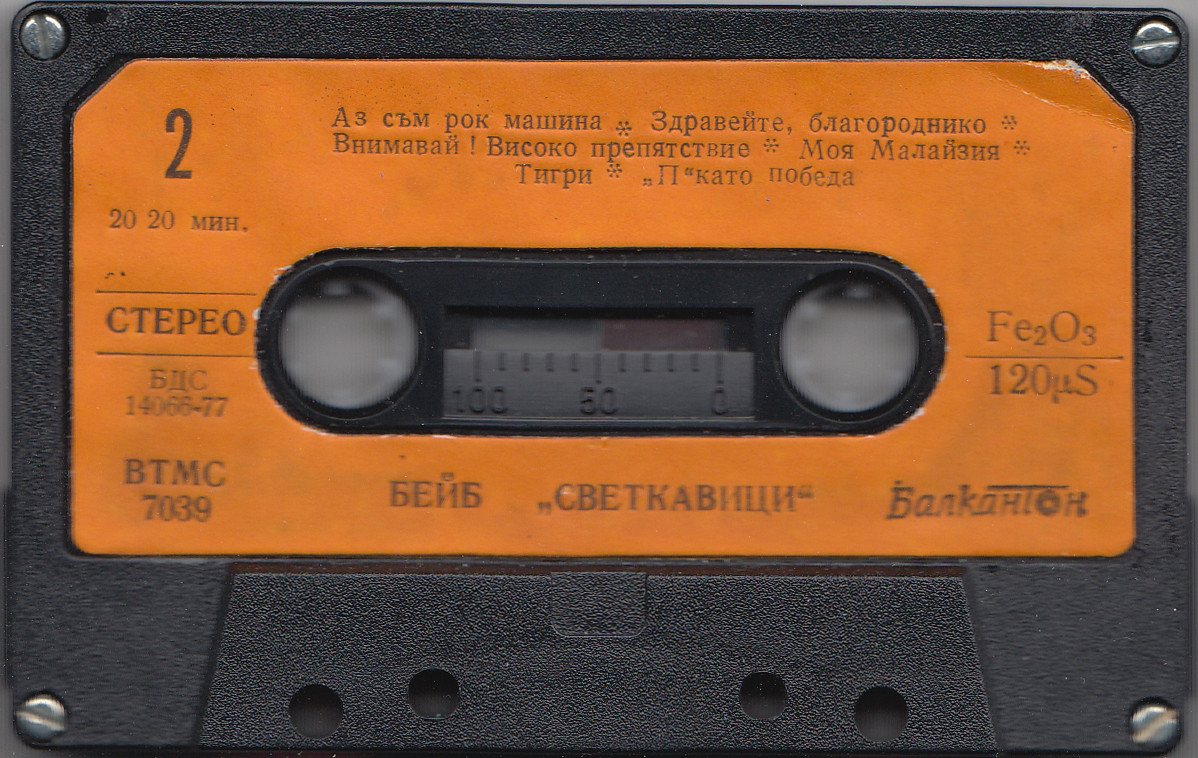 2
Аз съм рок машина * Здравейте, благороднико *
Внимавай ! Високо препятствие * Моя Малайзия *
Тигри * „П“ като победа
20 20 мин.
СТЕРЕО
БДС
14066-77
ВТМС
7039
Fe₂O₃
120µS
100 50 0
БЕЙБ „СВЕТКАВИЦИ“
Балкантон